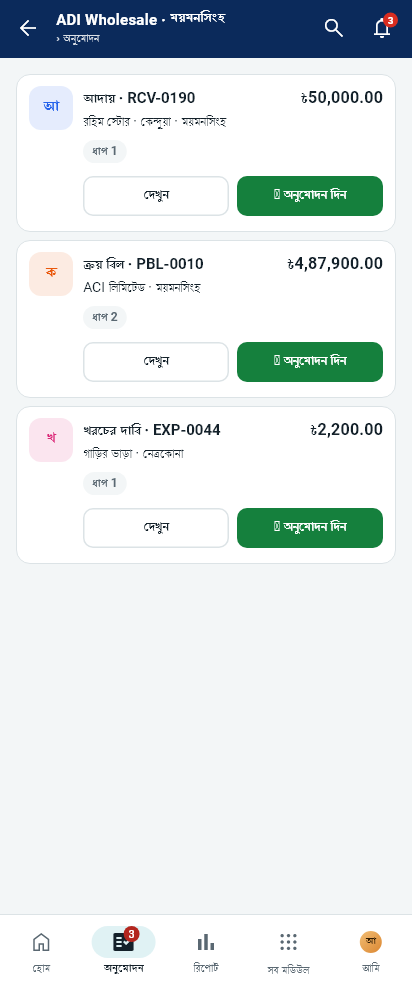 ADI Wholesale · ময়মনসিংহ
› অনুমোদন
3
আ
আদায় · RCV-0190
৳50,000.00
রহিম স্টোর · কেন্দুয়া · ময়মনসিংহ
ধাপ 1
দেখুন
অনুমোদন দিন
ক
ক্রয় বিল · PBL-0010
৳4,87,900.00
ACI লিমিটেড · ময়মনসিংহ
ধাপ 2
দেখুন
অনুমোদন দিন
খ
খরচের দাবি · EXP-0044
৳2,200.00
গাড়ির ভাড়া · নেত্রকোনা
ধাপ 1
দেখুন
অনুমোদন দিন
3
আ
হোম
অনুমোদন
রিপোর্ট
সব মডিউল
আমি